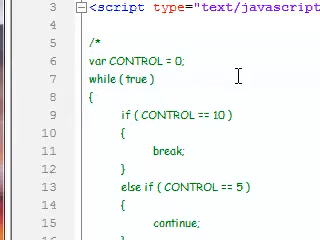 3 <script type="text/javascript
4
5 /*
6 var CONTROL = 0;
7 while ( true )
8 {
9 if ( CONTROL == 10 )
10 {
11 break;
12 }
13 else if ( CONTROL == 5 )
14 {
15 continue;